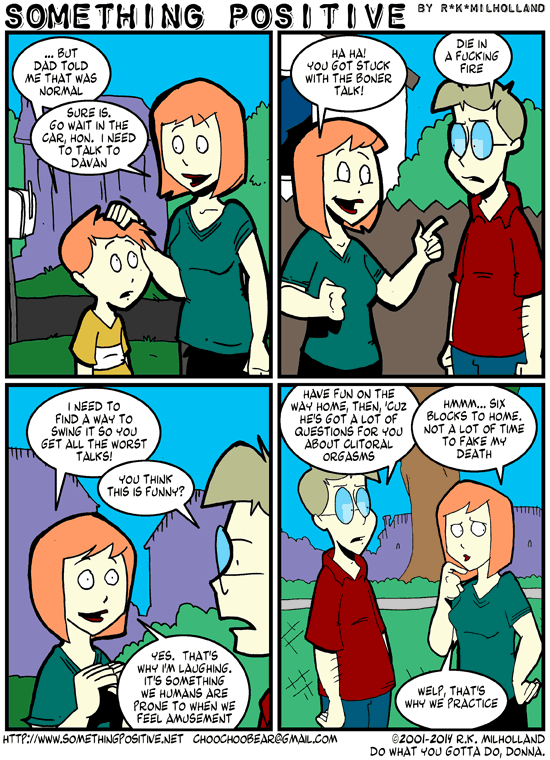 SOMETHING POSITIVE BY R*K*MILHOLLAND
... BUT
DAD TOLD
ME THAT WAS
NORMAL
SURE IS.
GO WAIT IN THE
CAR, HON. I NEED
TO TALK TO
DAVAN
HA HA!
YOU GOT STUCK
WITH THE BONER
TALK!
DIE IN
A FUCKING
FIRE
I NEED TO
FIND A WAY TO
SWING IT SO YOU
GET ALL THE WORST
TALKS!
YOU THINK
THIS IS FUNNY?
YES. THAT'S
WHY I'M LAUGHING.
IT'S SOMETHING
WE HUMANS ARE
PRONE TO WHEN WE
FEEL AMUSEMENT
HAVE FUN ON THE
WAY HOME, THEN, 'CUZ
HE'S GOT A LOT OF
QUESTIONS FOR YOU
ABOUT CLITORAL
ORGASMS
HMMM... SIX
BLOCKS TO HOME.
NOT A LOT OF TIME
TO FAKE MY
DEATH
WELP, THAT'S
WHY WE PRACTICE
HTTP://WWW.SOMETHINGPOSITIVE.NET CHOOCHOOBEAR@GMAIL.COM ©2001-2014 R.K. MILHOLLAND
DO WHAT YOU GOTTA DO, DONNA.